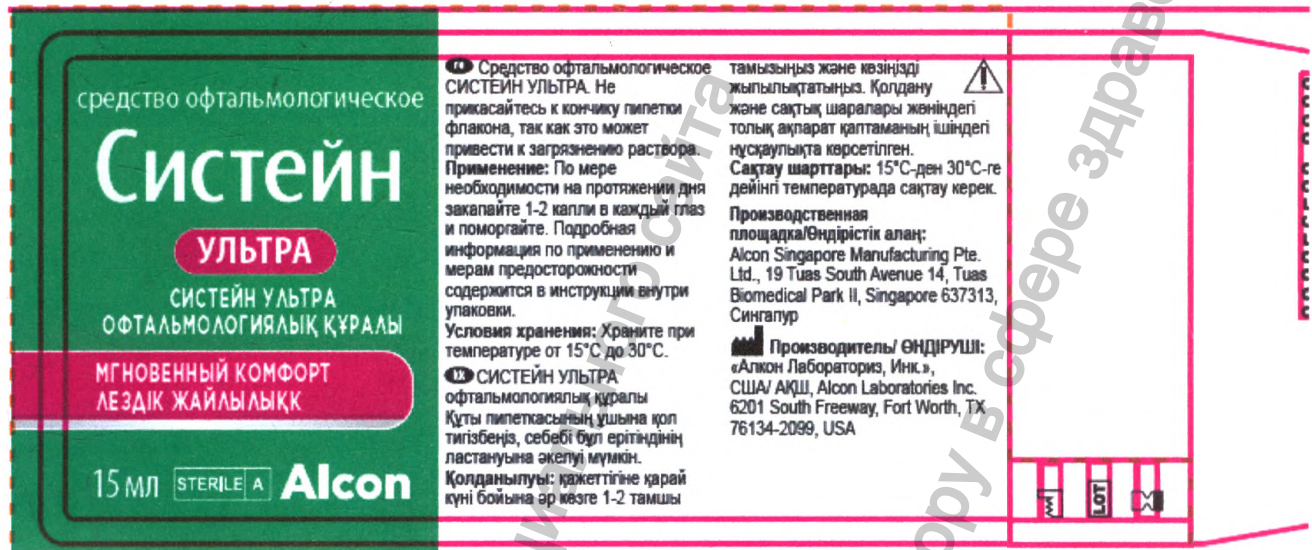 средство офтальмологическое
Систейн
УЛЬТРА
СИСТЕЙН УЛЬТРА
ОФТАЛЬМОЛОГИЯЛЫҚ ҚҰРАЛЫ
МГНОВЕННЫЙ КОМФОРТ
ЛЕЗДІК ЖАЙЛЫЛЫҚК
15 мл STERILE A Alcon
Средство офтальмологическое
СИСТЕЙН УЛЬТРА. Не
прикасайтесь к кончику пипетки
флакона, так как это может
привести к загрязнению раствора.
Применение: По мере
необходимости на протяжении дня
закапайте 1-2 капли в каждый глаз
и поморгайте. Подробная
информация по применению и
мерам предосторожности
содержится в инструкции внутри
упаковки.
Условия хранения: Храните при
температуре от 15°C до 30°C.
KZ СИСТЕЙН УЛЬТРА
офтальмологиялық құралы
Құты пипеткасының ұшына қол
тигізбеңіз, себебі бұл ерітіндінің
ластануына әкелуі мүмкін.
Қолданылуы: қажеттігіне қарай
күні бойына әр көзге 1-2 тамшы
тамызыңыз және көзіңізді
жыпылықтатыңыз. Қолдану
және сақтық шаралары жөніндегі
толық ақпарат қаптаманың ішіндегі
нұсқаулықта көрсетілген.
Сақтау шарттары: 15°C-ден 30°C-ге
дейінгі температурада сақтау керек.
Производственная
площадка/Өндірістік алаң:
Alcon Singapore Manufacturing Pte.
Ltd., 19 Tuas South Avenue 14, Tuas
Biomedical Park II, Singapore 637313,
Сингапур
Производитель/ ӨНДІРУШІ:
«Алкон Лабораториз, Инк.»,
США/ АҚШ, Alcon Laboratories Inc.
6201 South Freeway, Fort Worth, TX
76134-2099, USA
LOT
сайта
в сфере